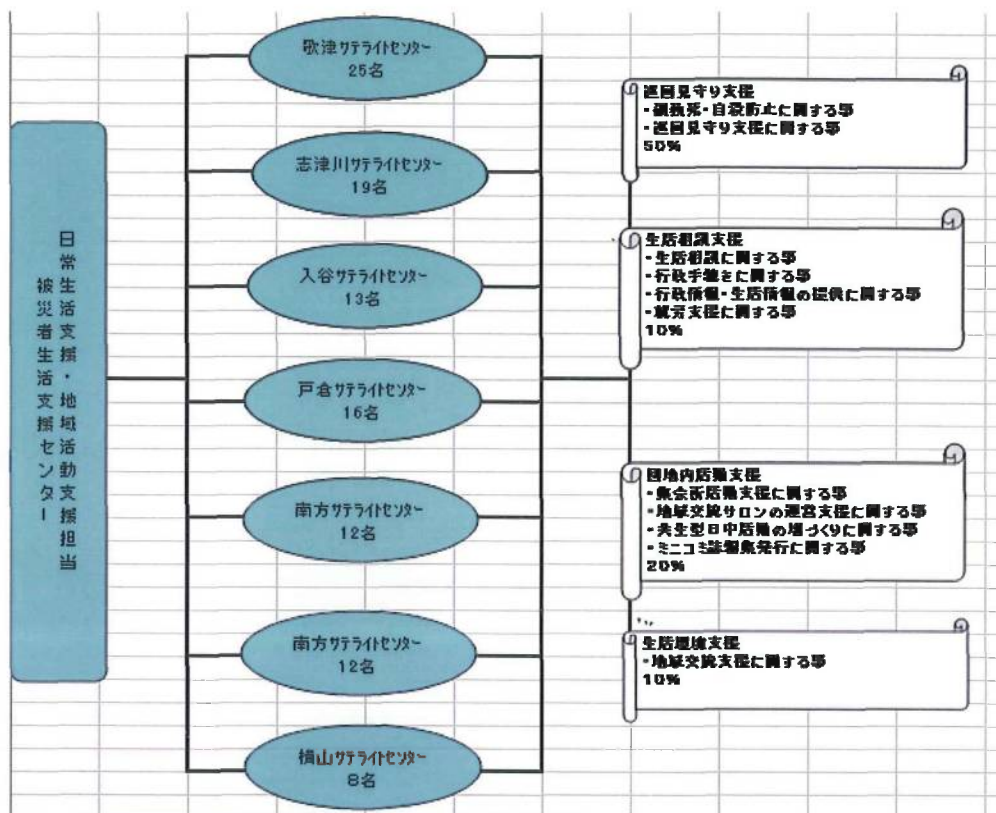 日常生活支援・地域活動支援担当
被災者生活支援センター
歌津サテライトセンター
25名
志津川サテライトセンター
19名
入谷サテライトセンター
13名
戸倉サテライトセンター
16名
南方サテライトセンター
12名
南方サテライトセンター
12名
横山サテライトセンター
8名
巡回見守り支援
・孤独死・自殺防止に関する事
・巡回見守り支援に関する事
50%
生活相談支援
・生活相談に関する事
・行政手続きに関する事
・行政情報・生活情報の提供に関する事
・就労支援に関する事
10%
団地内活動支援
・集会所活動支援に関する事
・地域交流サロンの運営支援に関する事
・共生型日中活動の場づくりに関する事
・ミニコミ誌編集発行に関する事
20%
生活環境支援
・地域交流支援に関する事
10%